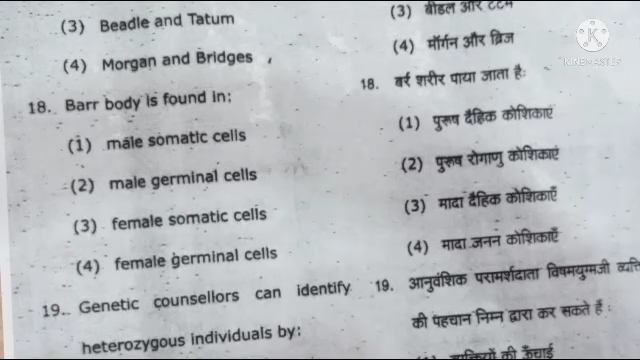 (3) Beadle and Tatum
(4) Morgan and Bridges
18. Barr body is found in:
(1) male somatic cells
(2) male germinal cells
(3) female somatic cells
(4) female germinal cells
19. Genetic counsellors can identify
heterozygous individuals by:
(3) बीडल और टेटम
(4) मॉर्गन और ब्रिज
18. बर्र शरीर पाया जाता हैः
(1) पुरूष दैहिक कोशिकाएं
(2) पुरूष रोगाणु कोशिकाएं
(3) मादा दैहिक कोशिकाएँ
(4) मादा जनन कोशिकाएँ
19. आनुवंशिक परामर्शदाता विषमयुग्मजी
की पहचान निम्न द्वारा कर सकते हैं :
की ऊँचाई
KINEMASTER